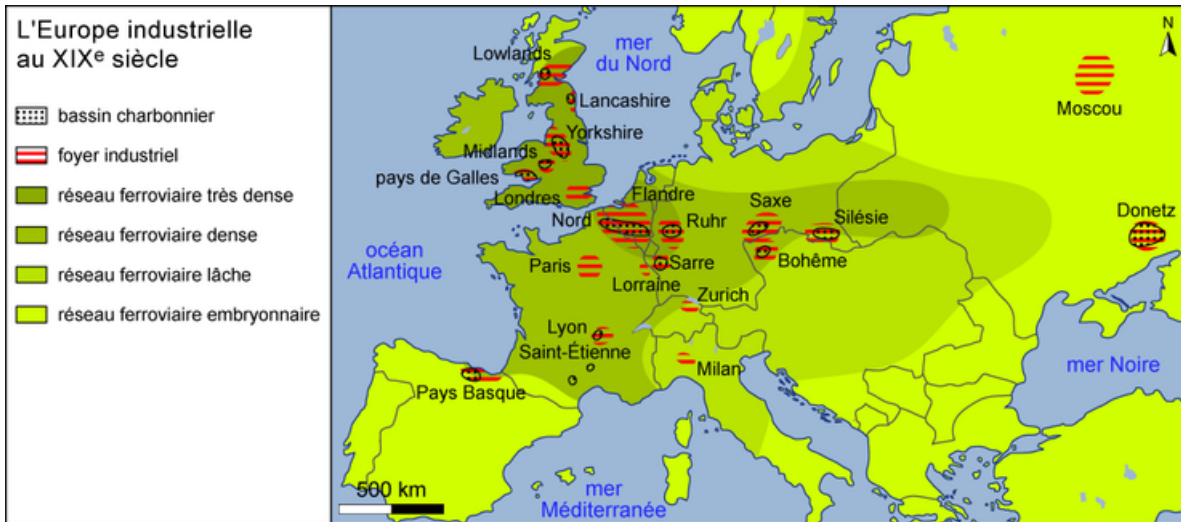 L'Europe industrielle
au XIXe siècle
bassin charbonnier
foyer industriel
réseau ferroviaire très dense
réseau ferroviaire dense
réseau ferroviaire lâche
réseau ferroviaire embryonnaire
mer
du Nord
N
Lowlands
Lancashire
Moscou
Yorkshire
Midlands
pays de Galles
Londres
Flandre
Nord
Ruhr
Saxe
Silésie
Donetz
océan
Atlantique
Paris
Sarre
Bohême
Lorraine
Zurich
Lyon
Saint-Étienne
Milan
mer Noire
Pays Basque
500 km
mer
Méditerranée